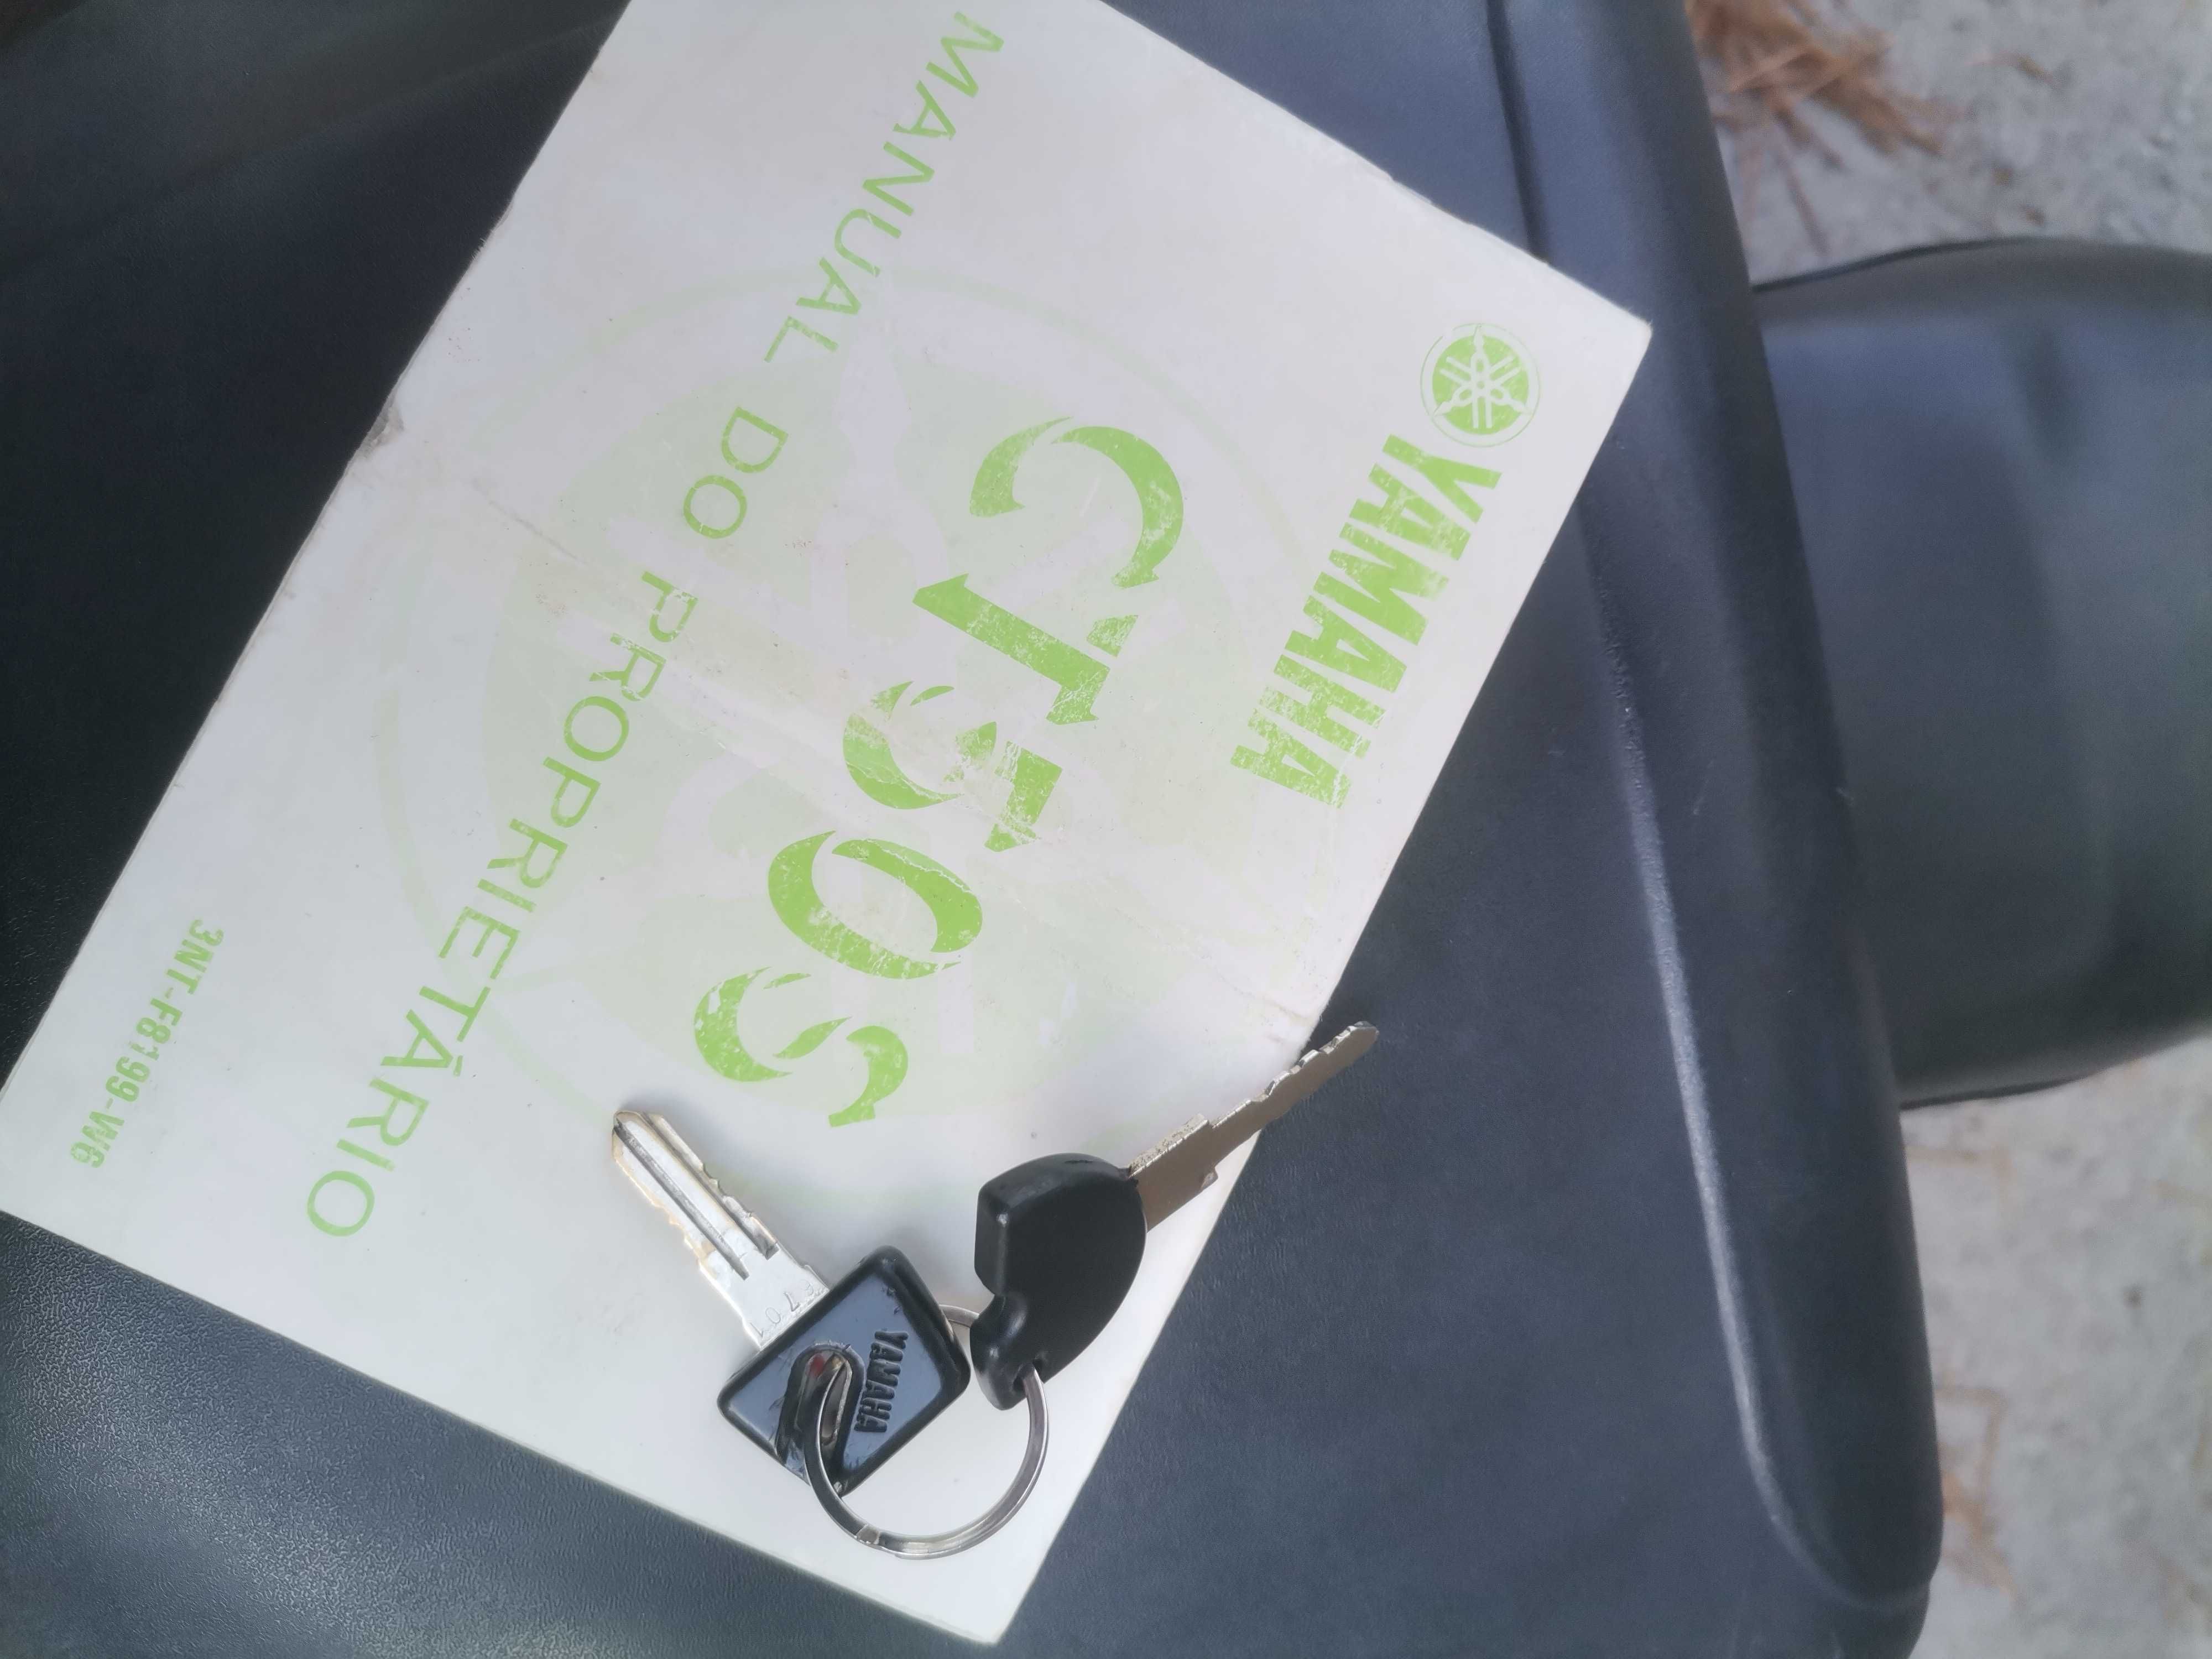 YAMAHA
CT50S
MANUAL DO PROPRIETÁRIO
3NT-F8199-W6
YAMAHA